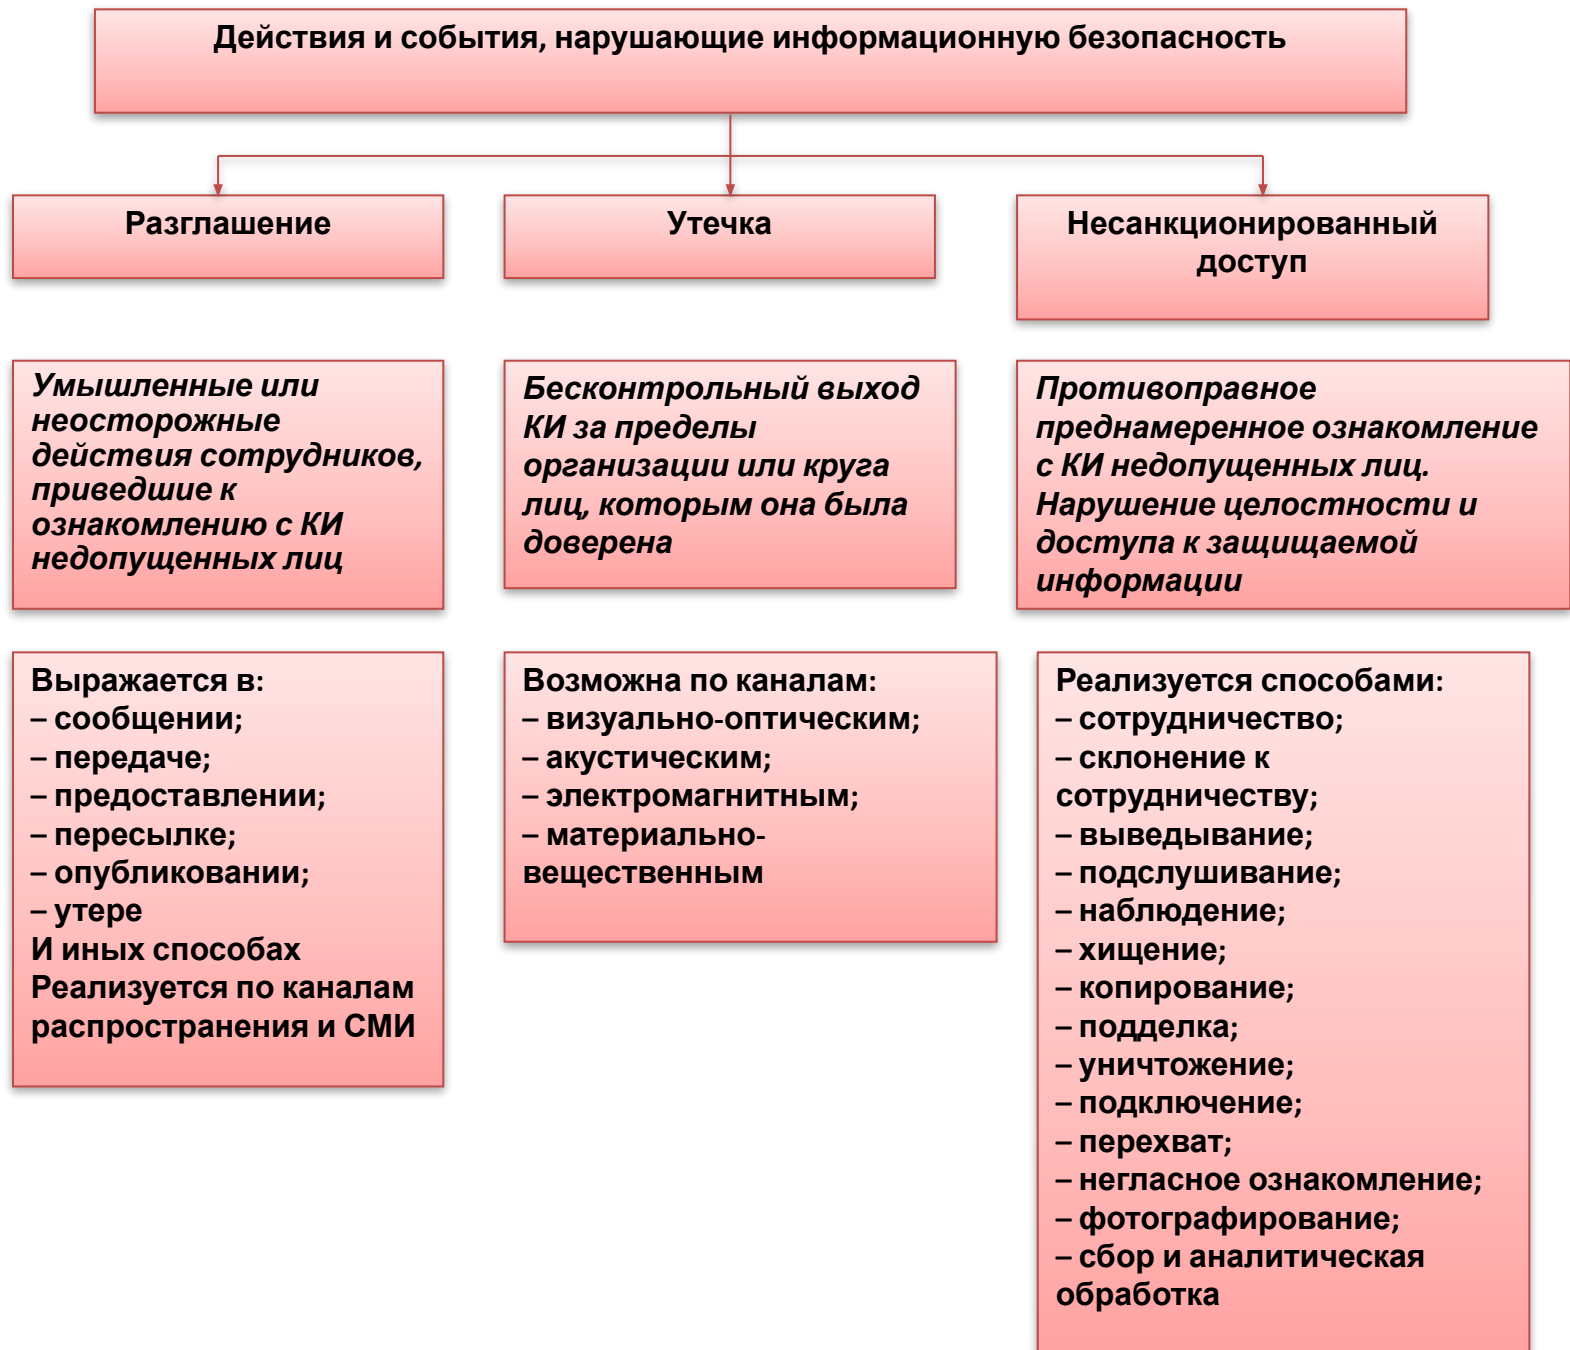 Действия и события, нарушающие информационную безопасность
Разглашение
Утечка
Несанкционированный
доступ
Умышленные или
неосторожные
действия сотрудников,
приведшие к
ознакомлению с КИ
недопущенных лиц
Бесконтрольный выход
КИ за пределы
организации или круга
лиц, которым она была
доверена
Противоправное
преднамеренное ознакомление
с КИ недопущенных лиц.
Нарушение целостности и
доступа к защищаемой
информации
Выражается в:
– сообщении;
– передаче;
– предоставлении;
– пересылке;
– опубликовании;
– утере
И иных способах
Реализуется по каналам
распространения и СМИ
Возможна по каналам:
– визуально-оптическим;
– акустическим;
– электромагнитным;
– материально-
вещественным
Реализуется способами:
– сотрудничество;
– склонение к
сотрудничеству;
– выведывание;
– подслушивание;
– наблюдение;
– хищение;
– копирование;
– подделка;
– уничтожение;
– подключение;
– перехват;
– негласное ознакомление;
– фотографирование;
– сбор и аналитическая
обработка